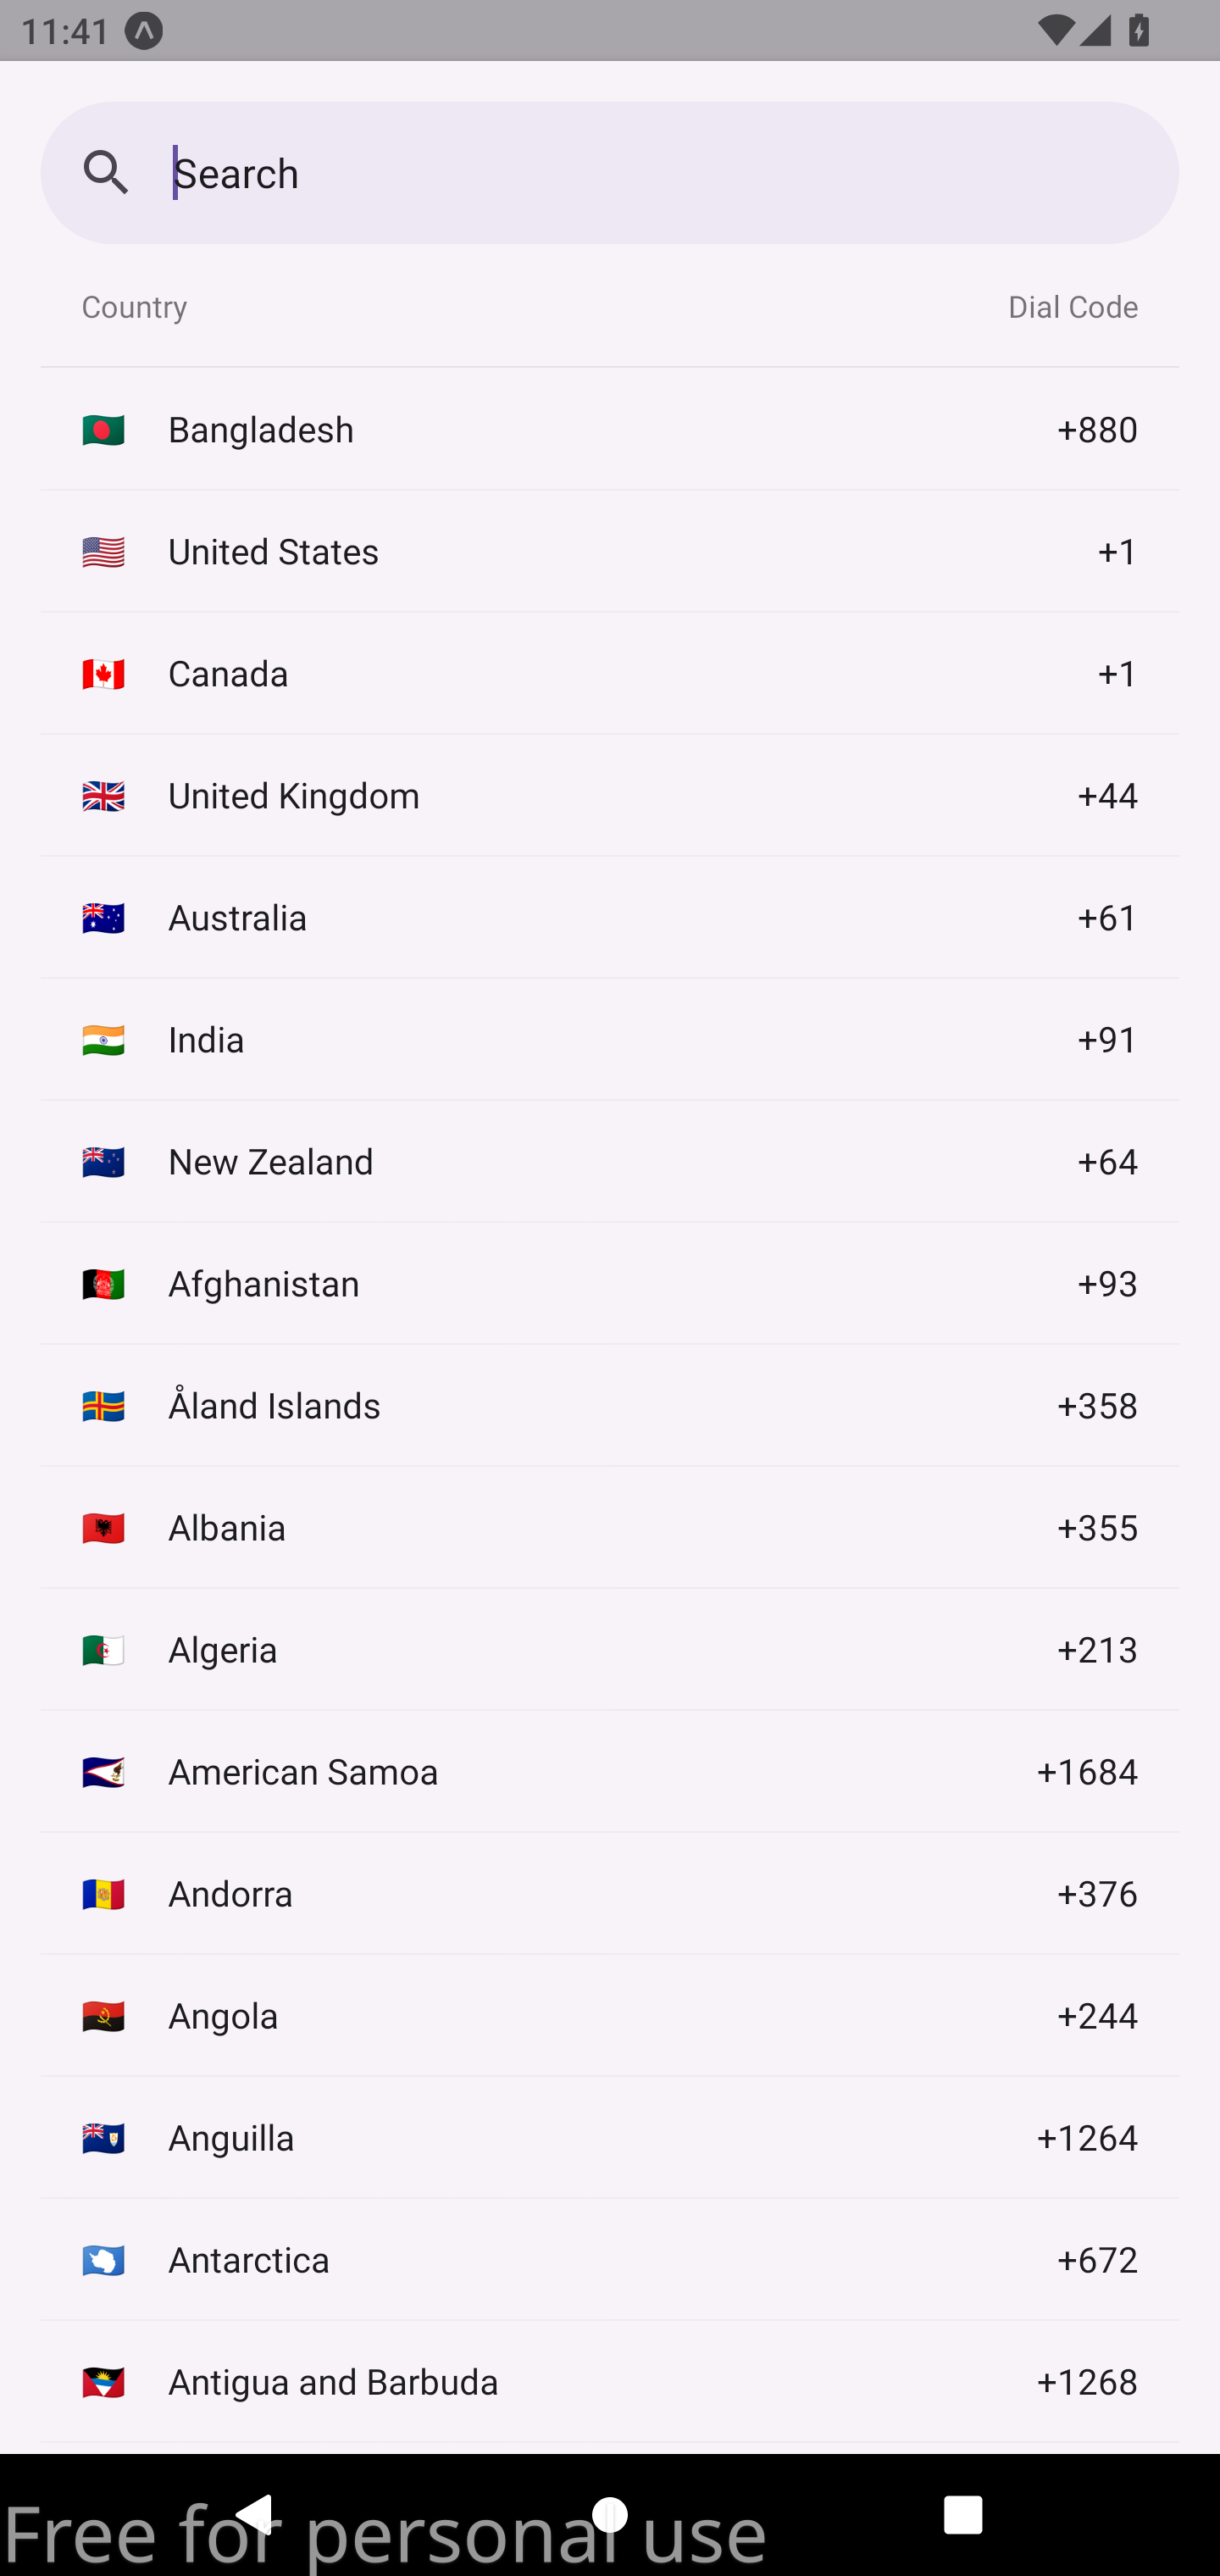 11:41
Search
Country Dial Code
Bangladesh +880
United States +1
Canada +1
United Kingdom +44
Australia +61
India +91
New Zealand +64
Afghanistan +93
Åland Islands +358
Albania +355
Algeria +213
American Samoa +1684
Andorra +376
Angola +244
Anguilla +1264
Antarctica +672
Antigua and Barbuda +1268
Free for personal use